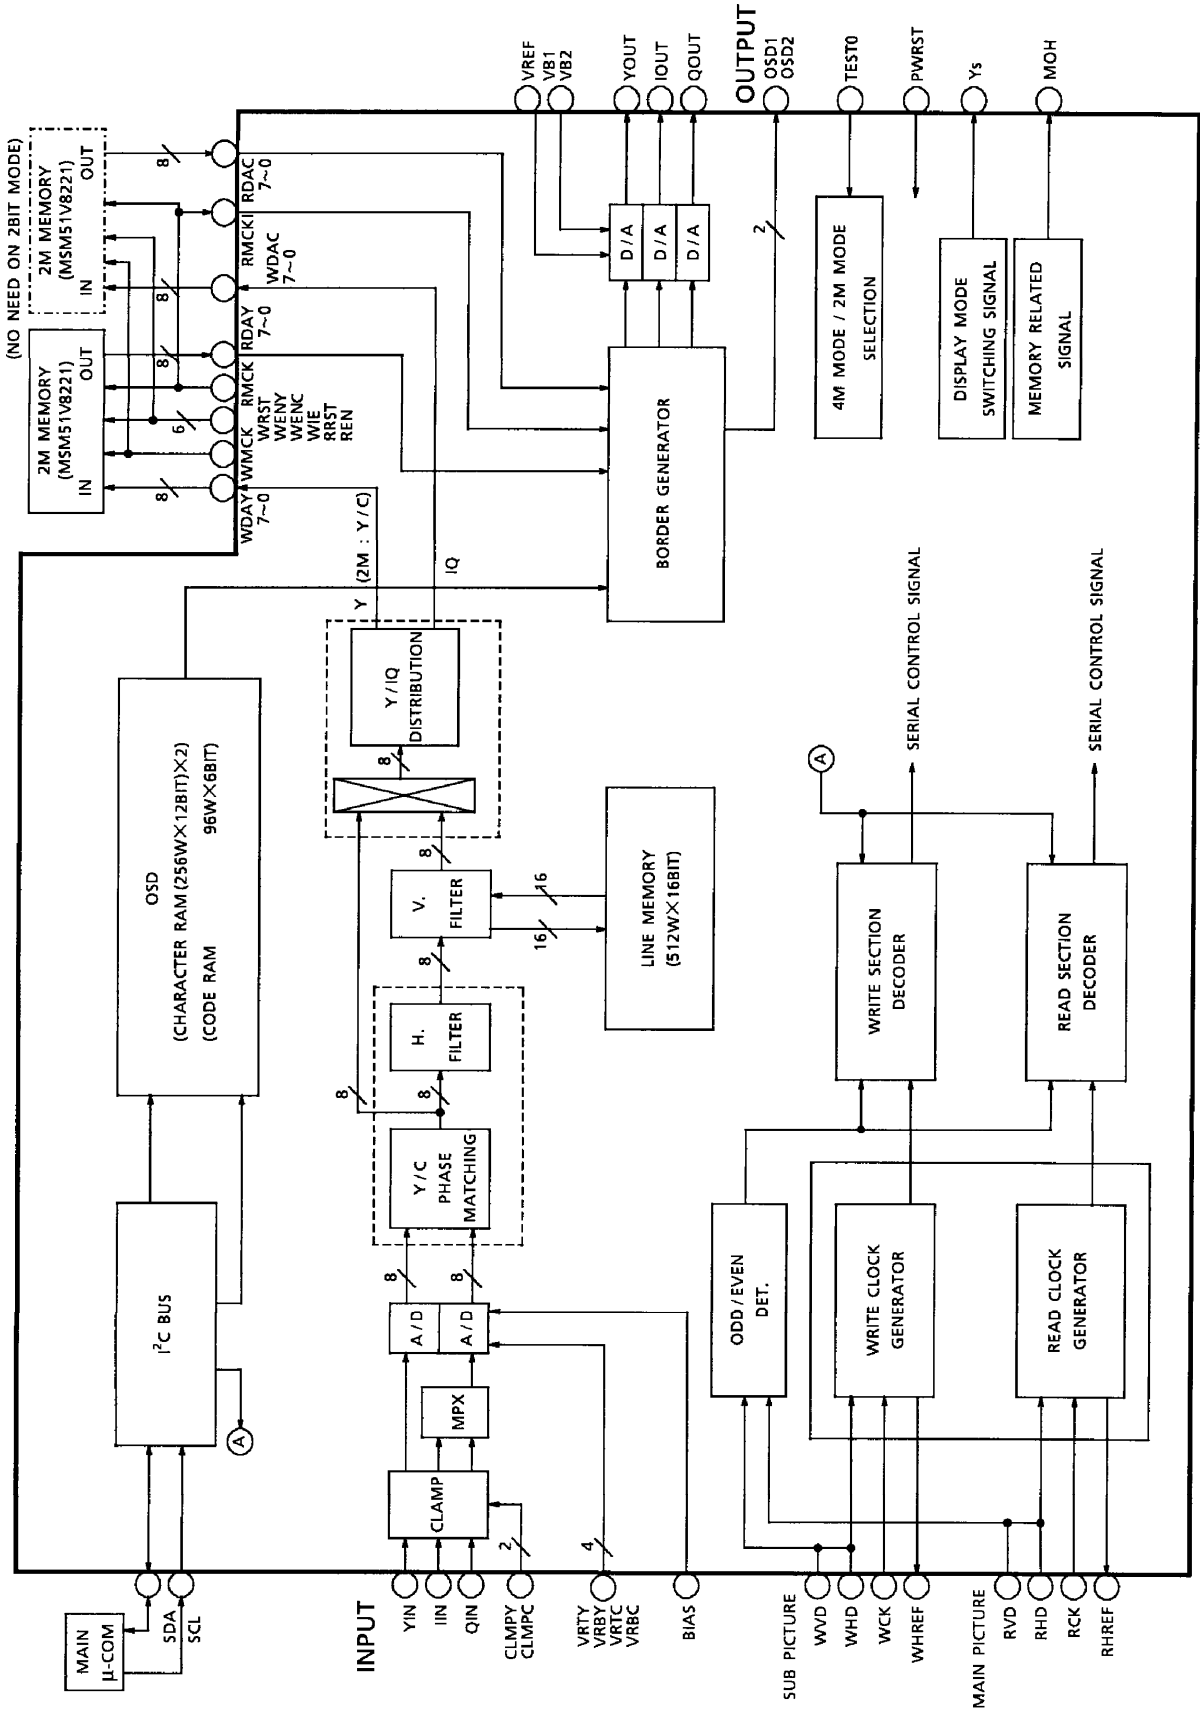 MAIN
μ-COM
SDA
SCL
I²C BUS
A
OSD
(CHARACTER RAM (256W×12BIT)×2)
(CODE RAM 96W×6BIT)
(NO NEED ON 2BIT MODE)
2M MEMORY
(MSM51V8221)
IN
OUT
2M MEMORY
(MSM51V8221)
IN
OUT
8
6
8
8
8
WDAY
7~0
WMCK
WRST
WENY
WENC
WIE
RRST
REN
RMCK
RDAY
7~0
WDAC
7~0
RMCKI
RDAC
7~0
INPUT
YIN
IIN
QIN
CLMPY
CLMPC
2
VRTY
VRBY
VRTC
VRBC
4
BIAS
CLAMP
MPX
A/D
A/D
8
8
Y/C
PHASE
MATCHING
8
8
H.
FILTER
8
V.
FILTER
8
16
16
LINE MEMORY
(512W×16BIT)
8
Y/IQ
DISTRIBUTION
Y (2M : Y/C)
IQ
BORDER GENERATOR
D/A
D/A
D/A
2
VREF
VB1
VB2
YOUT
IOUT
QOUT
OUTPUT
OSD1
OSD2
TEST0
PWRST
Ys
MOH
4M MODE / 2M MODE
SELECTION
DISPLAY MODE
SWITCHING SIGNAL
MEMORY RELATED
SIGNAL
SUB PICTURE
WVD
WHD
WCK
WHREF
MAIN PICTURE
RVD
RHD
RCK
RHREF
ODD/EVEN
DET.
WRITE CLOCK
GENERATOR
READ CLOCK
GENERATOR
WRITE SECTION
DECODER
READ SECTION
DECODER
A
SERIAL CONTROL SIGNAL
SERIAL CONTROL SIGNAL